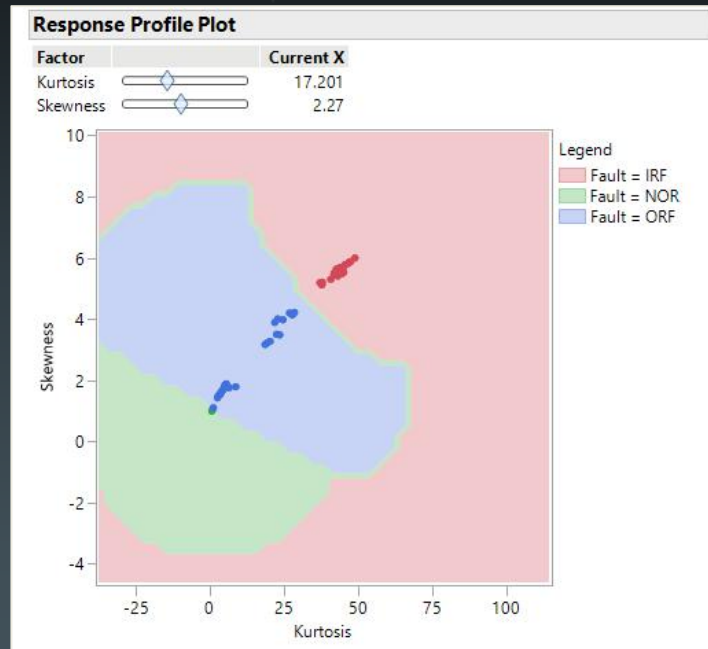 Response Profile Plot
Factor Current X
Kurtosis 17.201
Skewness 2.27
10
8
6
4
2
0
-2
-4
Skewness
-25 0 25 50 75 100
Kurtosis
Legend
Fault = IRF
Fault = NOR
Fault = ORF